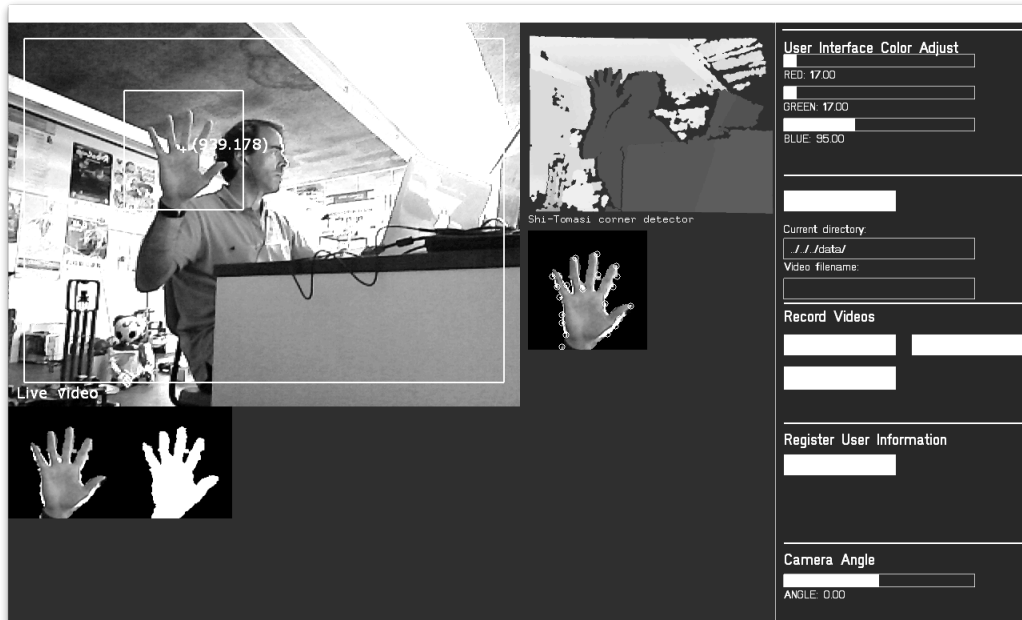 (939.178)
Live video
Shi-Tomasi corner detector
User Interface Color Adjust
RED: 17.00
GREEN: 17.00
BLUE: 95.00
Current directory:
../../../data/
Video filename:
Record Videos
Register User Information
Camera Angle
ANGLE: 0.00